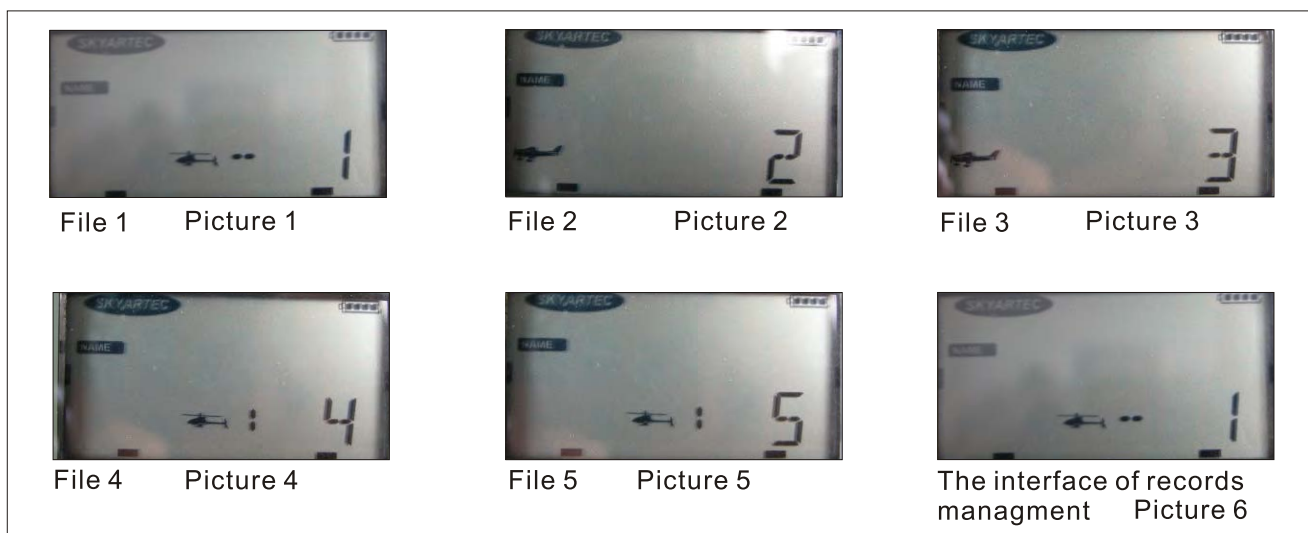 SKYARTEC
NAME
1
File 1 Picture 1
SKYARTEC
NAME
2
File 2 Picture 2
SKYARTEC
NAME
3
File 3 Picture 3
SKYARTEC
NAME
4
File 4 Picture 4
SKYARTEC
NAME
5
File 5 Picture 5
SKYARTEC
NAME
1
The interface of records
managment Picture 6